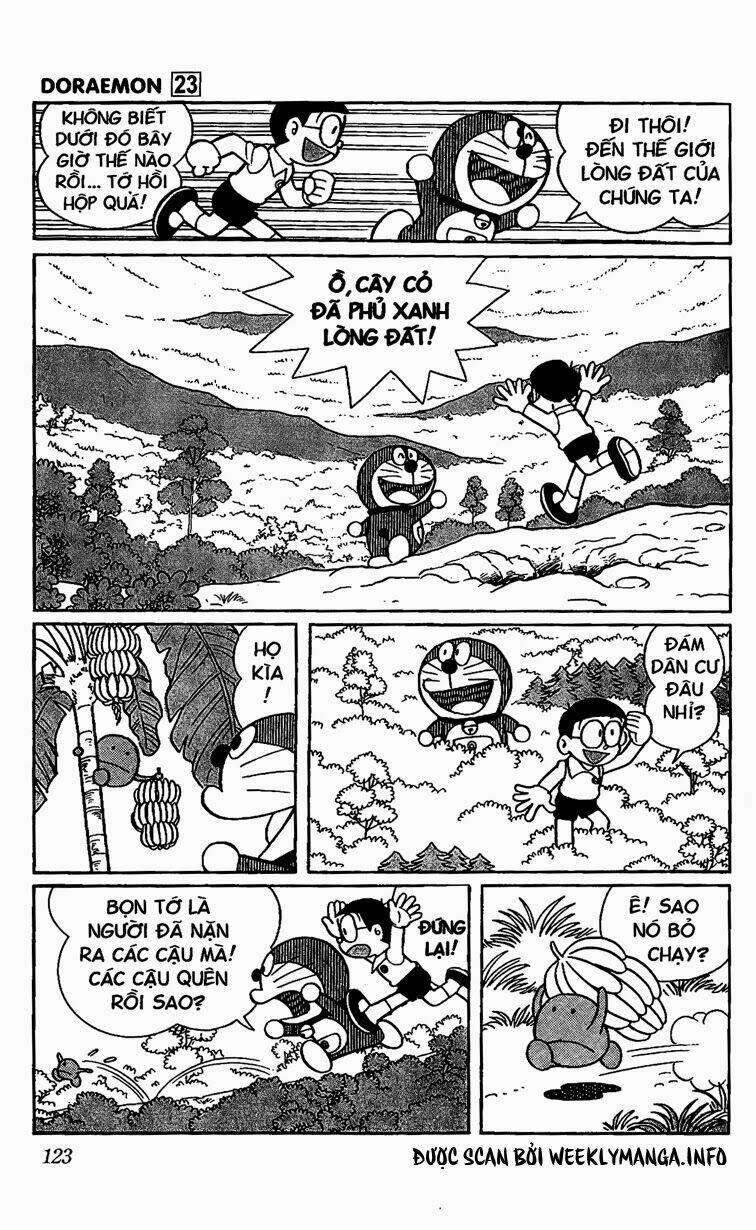 DORAEMON 23
ĐI THÔI!
ĐẾN THẾ GIỚI
LÒNG ĐẤT CỦA
CHÚNG TA!
KHÔNG BIẾT
DƯỚI ĐÓ BÂY
GIỜ THẾ NÀO
RỒI... TỚ HỒI
HỘP QUÁ!
Ồ, CÂY CỎ
ĐÃ PHỦ XANH
LÒNG ĐẤT!
ĐÁM
DÂN CƯ
ĐÂU
NHỈ?
HỌ
KÌA
!
Ê! SAO
NÓ BỎ
CHẠY?
ĐỨNG
LẠI!
BỌN TỚ LÀ
NGƯỜI ĐÃ NẶN
RA CÁC CẬU MÀ!
CÁC CẬU QUÊN
RỒI SAO?
123
ĐƯỢC SCAN BỞI WEEKLYMANGA.INFO